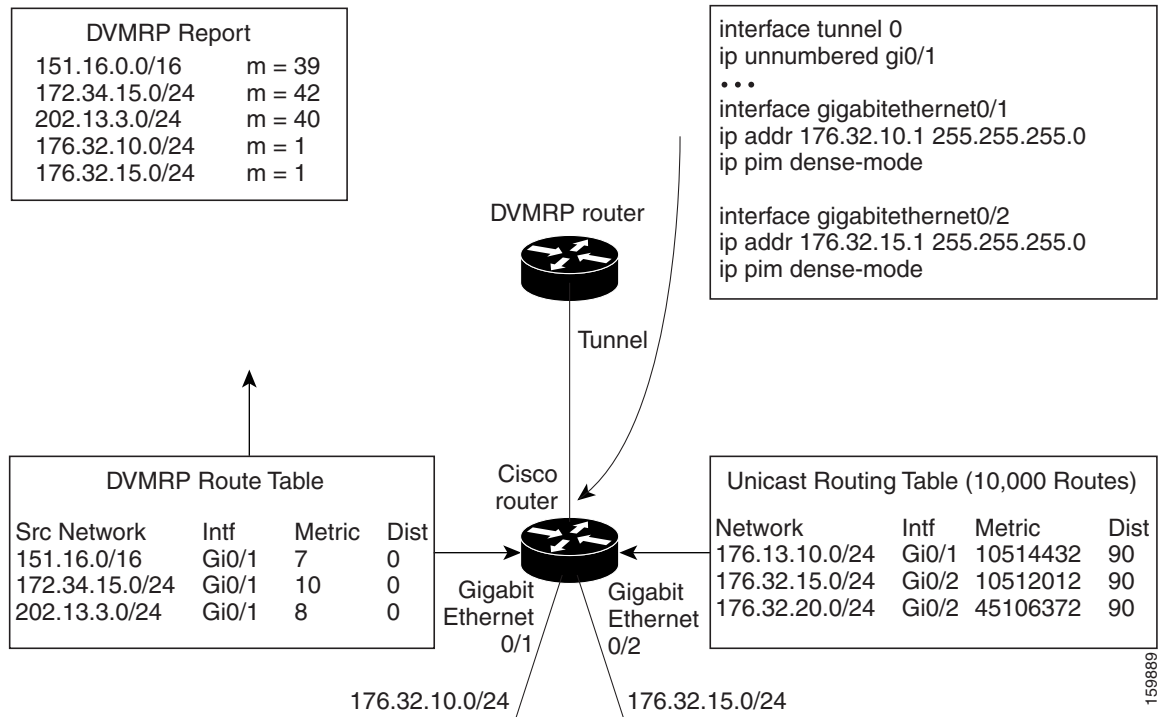 DVMRP Report
151.16.0.0/16 m = 39
172.34.15.0/24 m = 42
202.13.3.0/24 m = 40
176.32.10.0/24 m = 1
176.32.15.0/24 m = 1
interface tunnel 0
ip unnumbered gi0/1
• • •
interface gigabitethernet0/1
ip addr 176.32.10.1 255.255.255.0
ip pim dense-mode
interface gigabitethernet0/2
ip addr 176.32.15.1 255.255.255.0
ip pim dense-mode
DVMRP router
Tunnel
DVMRP Route Table
Src Network Intf Metric Dist
151.16.0/16 Gi0/1 7 0
172.34.15.0/24 Gi0/1 10 0
202.13.3.0/24 Gi0/1 8 0
Cisco
router
Unicast Routing Table (10,000 Routes)
Network Intf Metric Dist
176.13.10.0/24 Gi0/1 10514432 90
176.32.15.0/24 Gi0/2 10512012 90
176.32.20.0/24 Gi0/2 45106372 90
Gigabit
Ethernet
0/1
Gigabit
Ethernet
0/2
176.32.10.0/24
176.32.15.0/24
159889